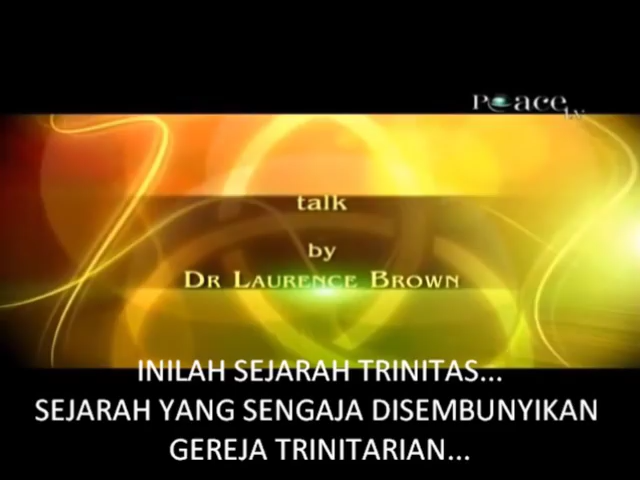 Peace tv
talk
by
DR LAURENCE BROWN
INILAH SEJARAH TRINITAS...
SEJARAH YANG SENGAJA DISEMBUNYIKAN
GEREJA TRINITARIAN...